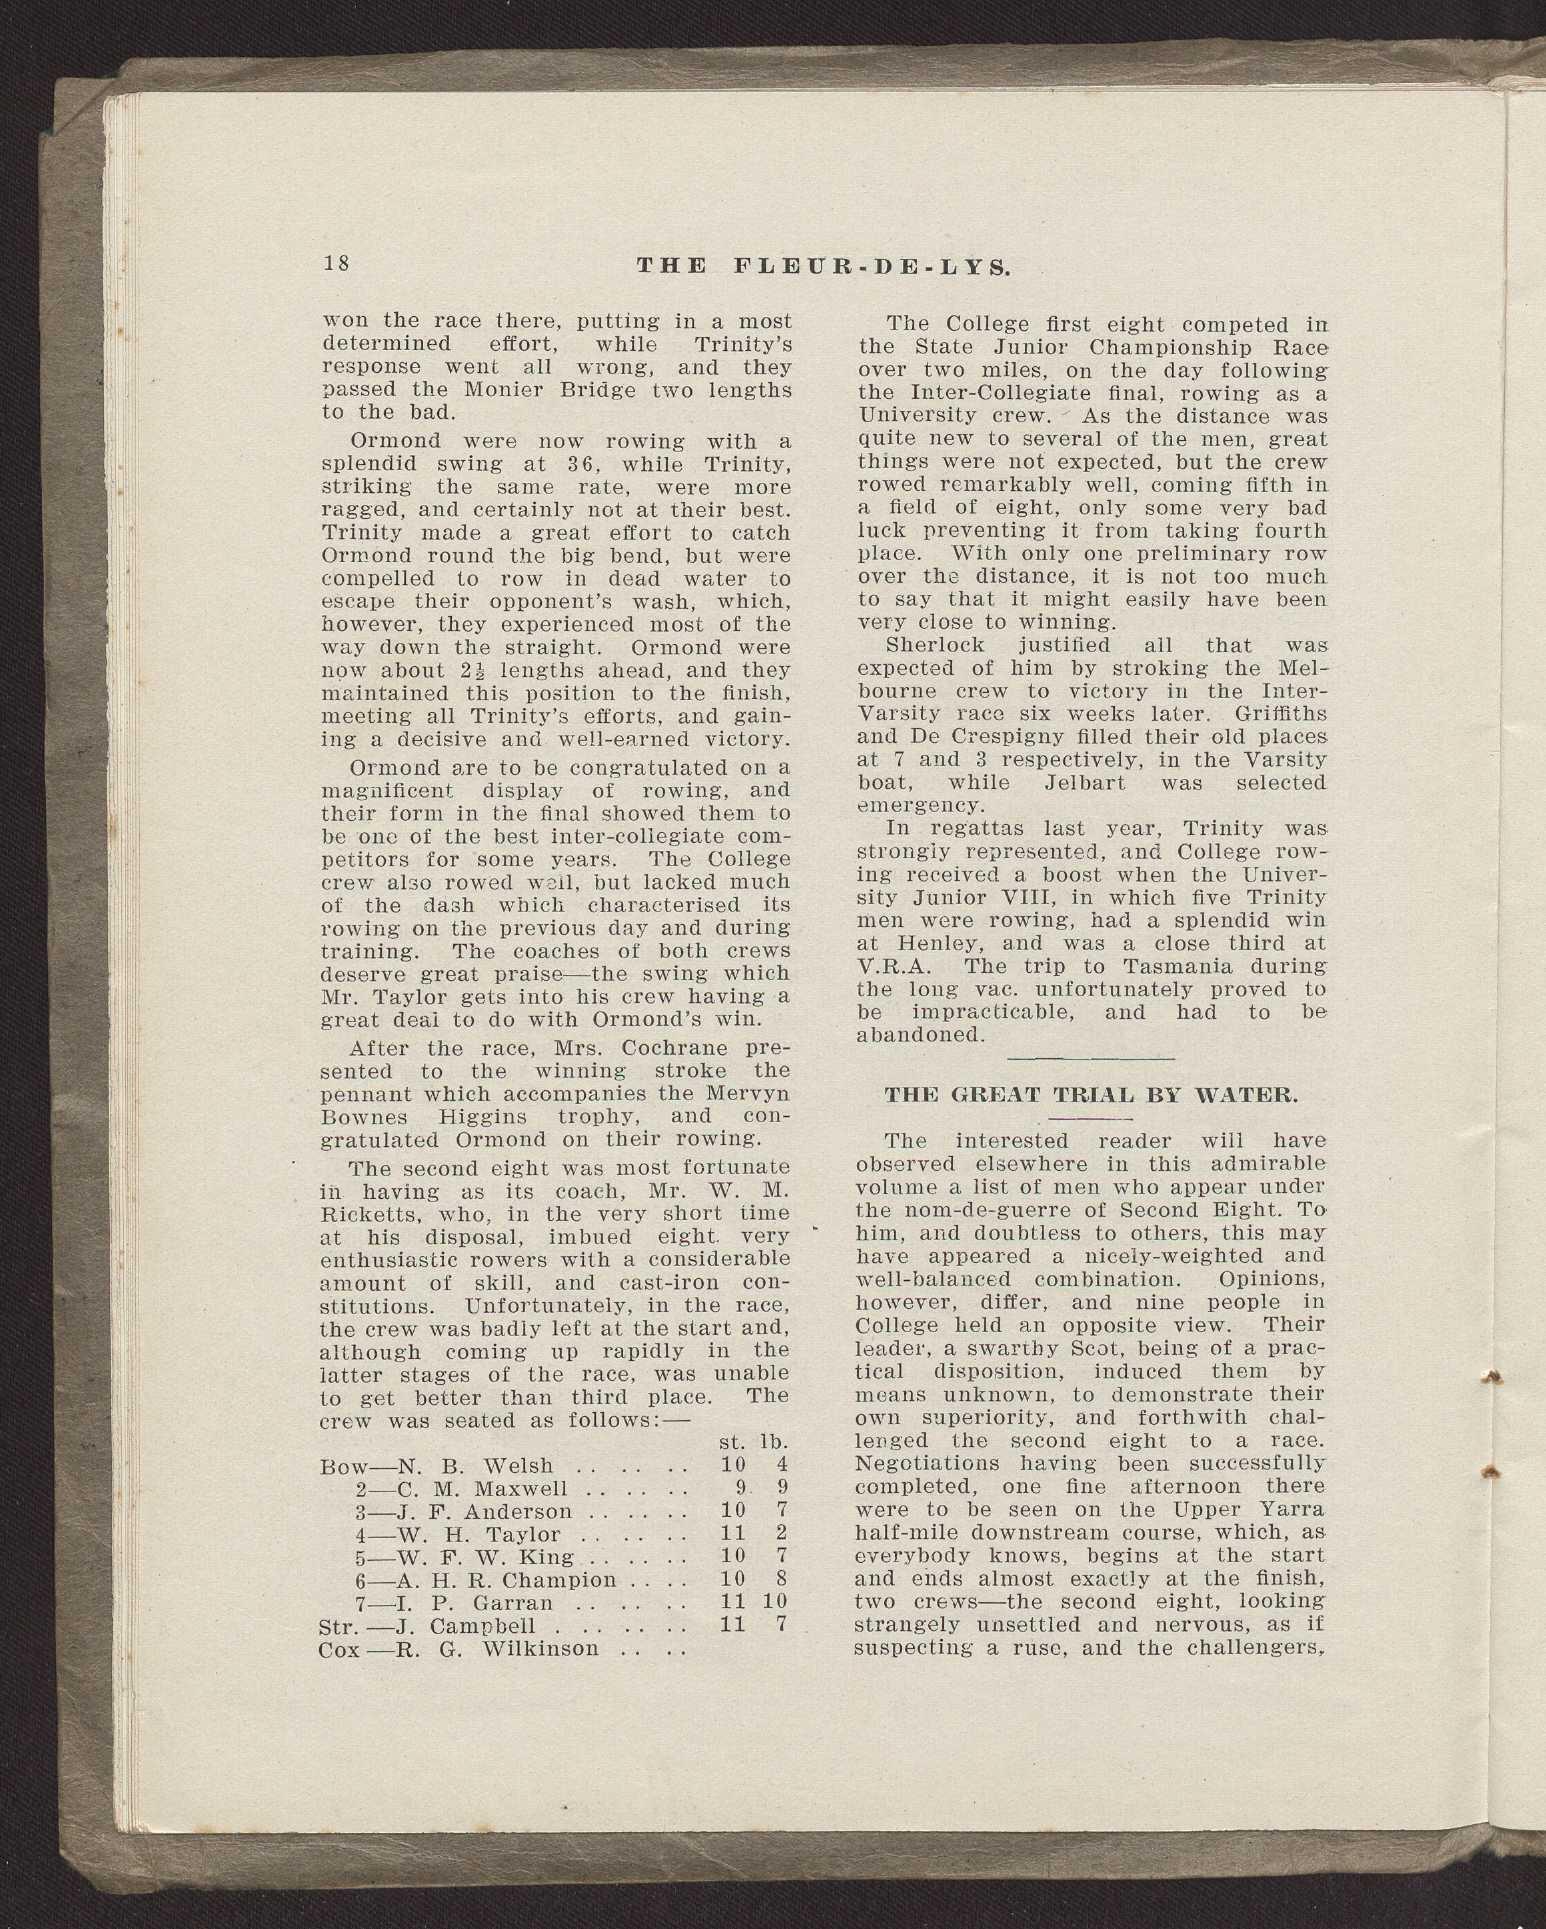 18
THE FLEUR-DE-LYS.
won the race there, putting in a most
determined effort, while Trinity's
response went all wrong, and they
passed the Monier Bridge two lengths
to the bad.
Ormond were now rowing with a
splendid swing at 36, while Trinity,
striking the same rate, were more
ragged, and certainly not at their best.
Trinity made a great effort to catch
Ormond round the big bend, but were
compelled to row in dead water to
escape their opponent's wash, which,
however, they experienced most of the
way down the straight. Ormond were
now about 2½ lengths ahead, and they
maintained this position to the finish,
meeting all Trinity's efforts, and gain-
ing a decisive and well-earned victory.
Ormond are to be congratulated on a
magnificent display of rowing, and
their form in the final showed them to
be one of the best inter-collegiate com-
petitors for some years. The College
crew also rowed well, but lacked much
of the dash which characterised its
rowing on the previous day and during
training. The coaches of both crews
deserve great praise—the swing which
Mr. Taylor gets into his crew having a
great deal to do with Ormond's win.
After the race, Mrs. Cochrane pre-
sented to the winning stroke the
pennant which accompanies the Mervyn
Bownes Higgins trophy, and con-
gratulated Ormond on their rowing.
The second eight was most fortunate
in having as its coach, Mr. W. M.
Ricketts, who, in the very short time
at his disposal, imbued eight very
enthusiastic rowers with a considerable
amount of skill, and cast-iron con-
stitutions. Unfortunately, in the race,
the crew was badly left at the start and,
although coming up rapidly in the
latter stages of the race, was unable
to get better than third place. The
crew was seated as follows:—
st. lb.
Bow—N. B. Welsh .. .. .. 10 4
2—C. M. Maxwell .. .. .. 9 9
3—J. F. Anderson .. .. .. 10 7
4—W. H. Taylor .. .. .. 11 2
5—W. F. W. King .. .. .. 10 7
6—A. H. R. Champion .. .. 10 8
7—I. P. Garran .. .. .. 11 10
Str.—J. Campbell . .. .. .. 11 7
Cox—R. G. Wilkinson .. ..
The College first eight competed in
the State Junior Championship Race
over two miles, on the day following
the Inter-Collegiate final, rowing as a
University crew. As the distance was
quite new to several of the men, great
things were not expected, but the crew
rowed remarkably well, coming fifth in
a field of eight, only some very bad
luck preventing it from taking fourth
place. With only one preliminary row
over the distance, it is not too much
to say that it might easily have been
very close to winning.
Sherlock justified all that was
expected of him by stroking the Mel-
bourne crew to victory in the Inter-
Varsity race six weeks later. Griffiths
and De Crespigny filled their old places
at 7 and 3 respectively, in the Varsity
boat, while Jelbart was selected
emergency.
In regattas last year, Trinity was
strongly represented, and College row-
ing received a boost when the Univer-
sity Junior VIII, in which five Trinity
men were rowing, had a splendid win
at Henley, and was a close third at
V.R.A. The trip to Tasmania during
the long vac. unfortunately proved to
be impracticable, and had to be
abandoned.
THE GREAT TRIAL BY WATER.
The interested reader will have
observed elsewhere in this admirable
volume a list of men who appear under
the nom-de-guerre of Second Eight. To
him, and doubtless to others, this may
have appeared a nicely-weighted and
well-balanced combination. Opinions,
however, differ, and nine people in
College held an opposite view. Their
leader, a swarthy Scot, being of a prac-
tical disposition, induced them by
means unknown, to demonstrate their
own superiority, and forthwith chal-
lenged the second eight to a race.
Negotiations having been successfully
completed, one fine afternoon there
were to be seen on the Upper Yarra
half-mile downstream course, which, as
everybody knows, begins at the start
and ends almost exactly at the finish,
two crews—the second eight, looking
strangely unsettled and nervous, as if
suspecting a ruse, and the challengers,